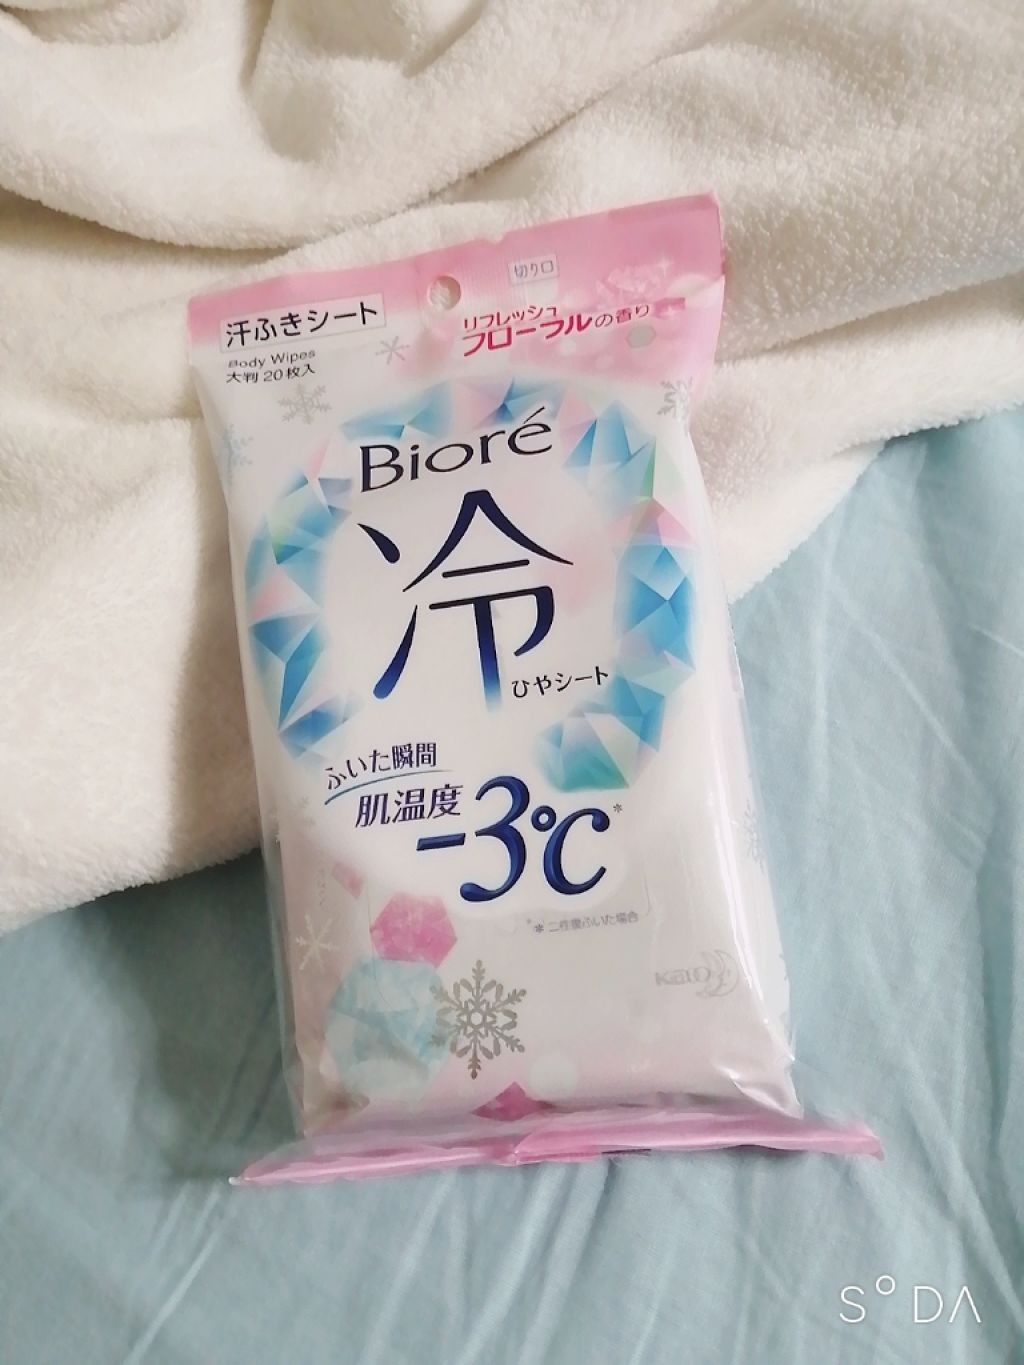 切り口
汗ふきシート
Body Wipes
大判 20枚入
リフレッシュ
フローラルの香り
Bioré
冷
ひやシート
ふいた瞬間
肌温度
-3℃*
* 二往復ふいた場合
Kao
S°DA